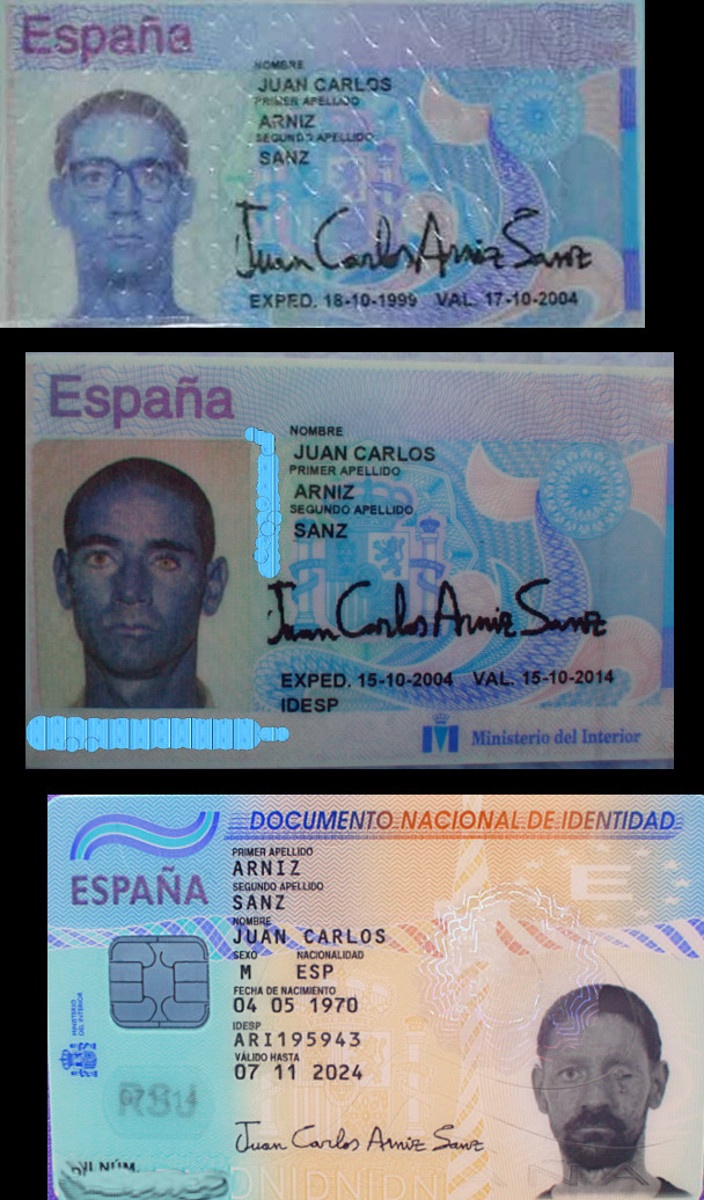 España
NOMBRE
JUAN CARLOS
PRIMER APELLIDO
ARNIZ
SEGUNDO APELLIDO
SANZ
Juan Carlos Arniz Sanz
EXPED. 18-10-1999 VAL. 17-10-2004
España
NOMBRE
JUAN CARLOS
PRIMER APELLIDO
ARNIZ
SEGUNDO APELLIDO
SANZ
Juan Carlos Arniz Sanz
EXPED. 15-10-2004 VAL. 15-10-2014
IDESP
Ministerio del Interior
DOCUMENTO NACIONAL DE IDENTIDAD
ESPAÑA
E
PRIMER APELLIDO
ARNIZ
SEGUNDO APELLIDO
SANZ
NOMBRE
JUAN CARLOS
SEXO NACIONALIDAD
M ESP
FECHA DE NACIMIENTO
04 05 1970
IDESP
ARI195943
VÁLIDO HASTA
07 11 2024
MINISTERIO
DEL INTERIOR
Juan Carlos Arniz Sanz
DNI NÚM.
DNIDNIDNI